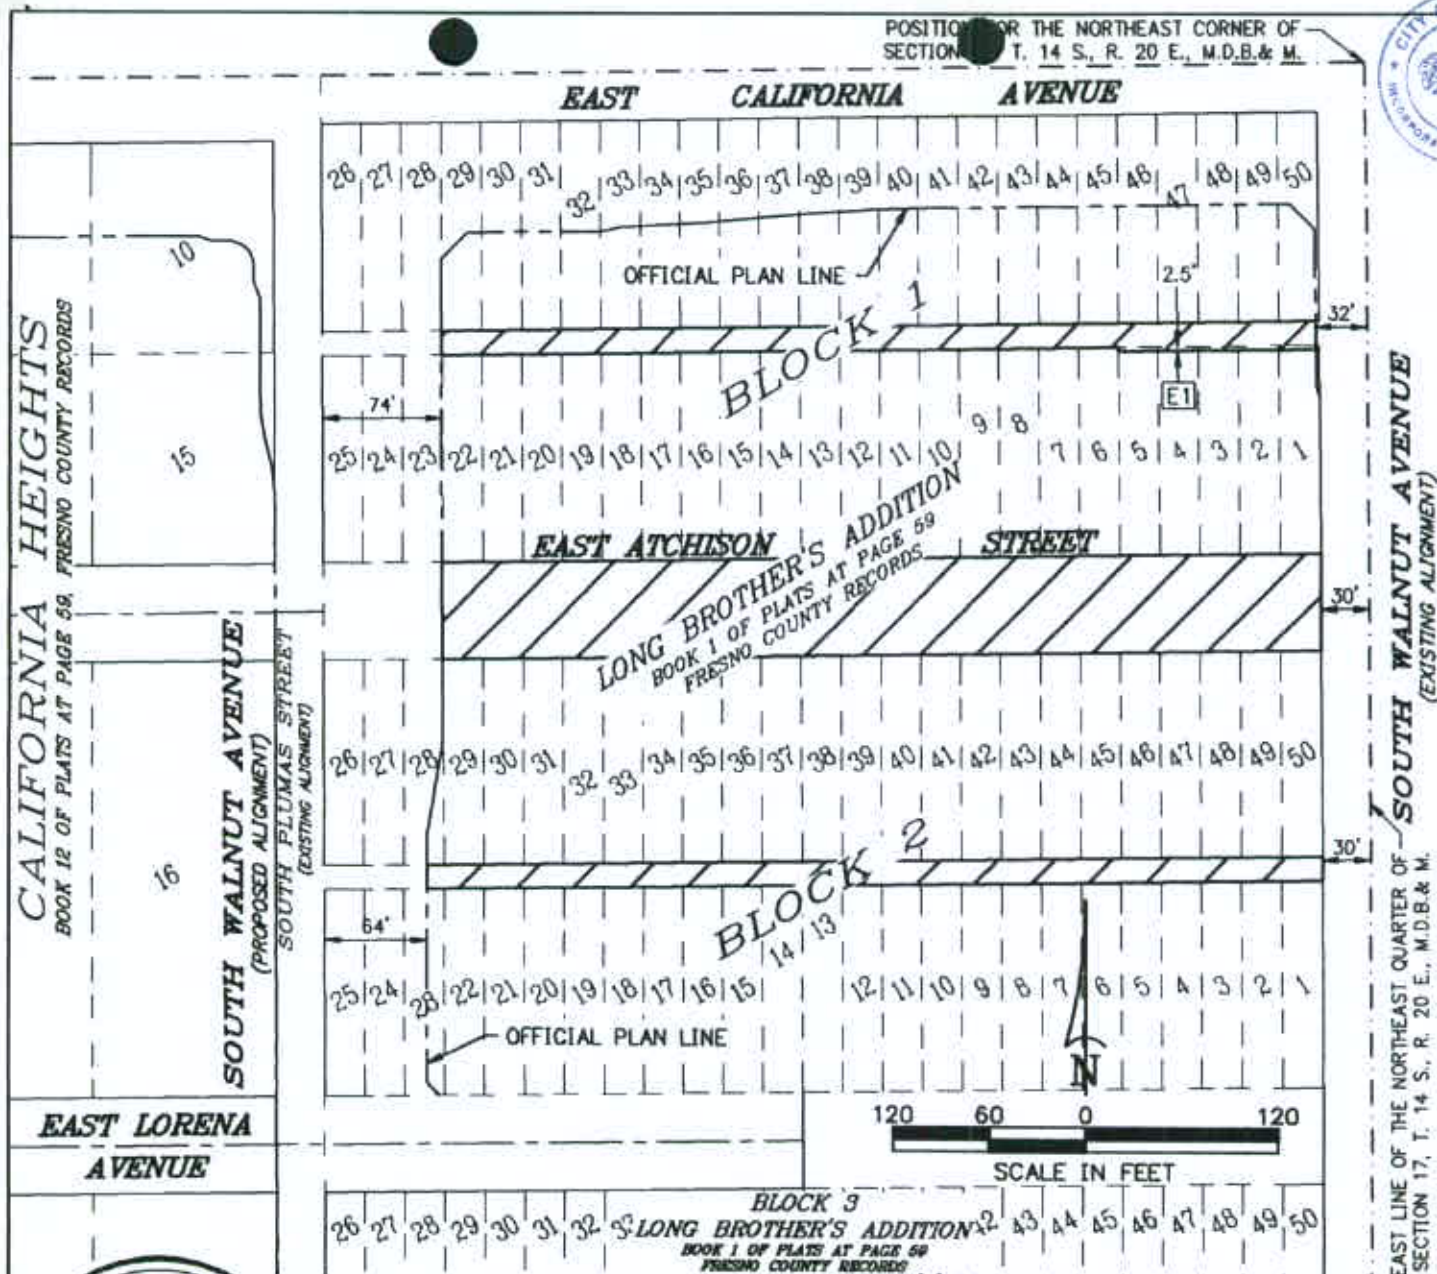 POSITION FOR THE NORTHEAST CORNER OF
SECTION T. 14 S., R. 20 E., M.D.B.& M.
CITY
EAST CALIFORNIA AVENUE
26 27 28 29 30 31 32 33 34 35 36 37 38 39 40 41 42 43 44 45 46 47 48 49 50
OFFICIAL PLAN LINE
2.5'
32'
BLOCK 1
E1
74'
25 24 23 22 21 20 19 18 17 16 15 14 13 12 11 10 9 8 7 6 5 4 3 2 1
10
15
16
CALIFORNIA HEIGHTS
BOOK 12 OF PLATS AT PAGE 59, FRESNO COUNTY RECORDS
EAST ATCHISON STREET
LONG BROTHER'S ADDITION
BOOK 1 OF PLATS AT PAGE 59
FRESNO COUNTY RECORDS
30'
SOUTH WALNUT AVENUE
(PROPOSED ALIGNMENT)
SOUTH PLUMAS STREET
(EXISTING ALIGNMENT)
SOUTH WALNUT AVENUE
(EXISTING ALIGNMENT)
26 27 28 29 30 31 32 33 34 35 36 37 38 39 40 41 42 43 44 45 46 47 48 49 50
BLOCK 2
30'
64'
14 / 13
25 24 23 22 21 20 19 18 17 16 15 12 11 10 9 8 7 6 5 4 3 2 1
OFFICIAL PLAN LINE
N
120 60 0 120
SCALE IN FEET
EAST LORENA
AVENUE
EAST LINE OF THE NORTHEAST QUARTER OF
SECTION 17, T. 14 S., R. 20 E., M.D.B.& M.
BLOCK 3
26 27 28 29 30 31 32 33 LONG BROTHER'S ADDITION 42 43 44 45 46 47 48 49 50
BOOK 1 OF PLATS AT PAGE 59
FRESNO COUNTY RECORDS